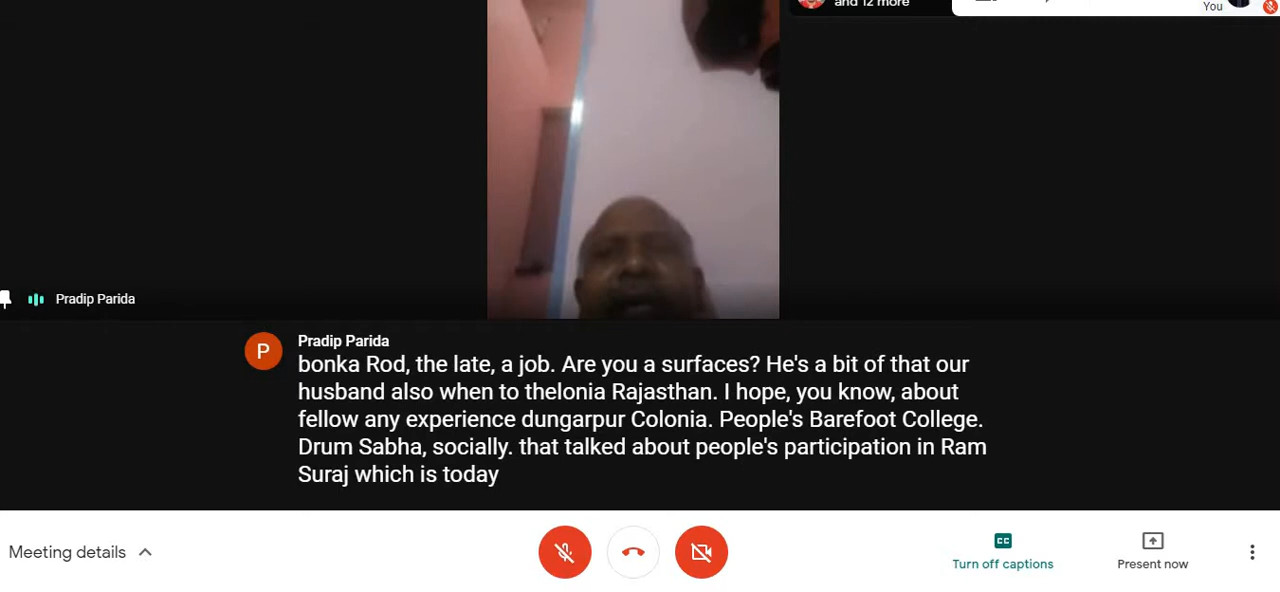 and 12 more
You
Pradip Parida
P
Pradip Parida
bonka Rod, the late, a job. Are you a surfaces? He's a bit of that our
husband also when to thelonia Rajasthan. I hope, you know, about
fellow any experience dungarpur Colonia. People's Barefoot College.
Drum Sabha, socially. that talked about people's participation in Ram
Suraj which is today
Meeting details
CC
Turn off captions
Present now